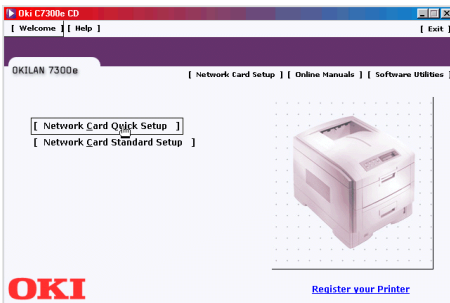 Oki C7300e CD
[ Welcome ] [ Help ] [ Exit ]
OKILAN 7300e
[ Network Card Setup ] [ Online Manuals ] [ Software Utilities ]
[ Network Card Quick Setup ]
[ Network Card Standard Setup ]
OKI
Register your Printer